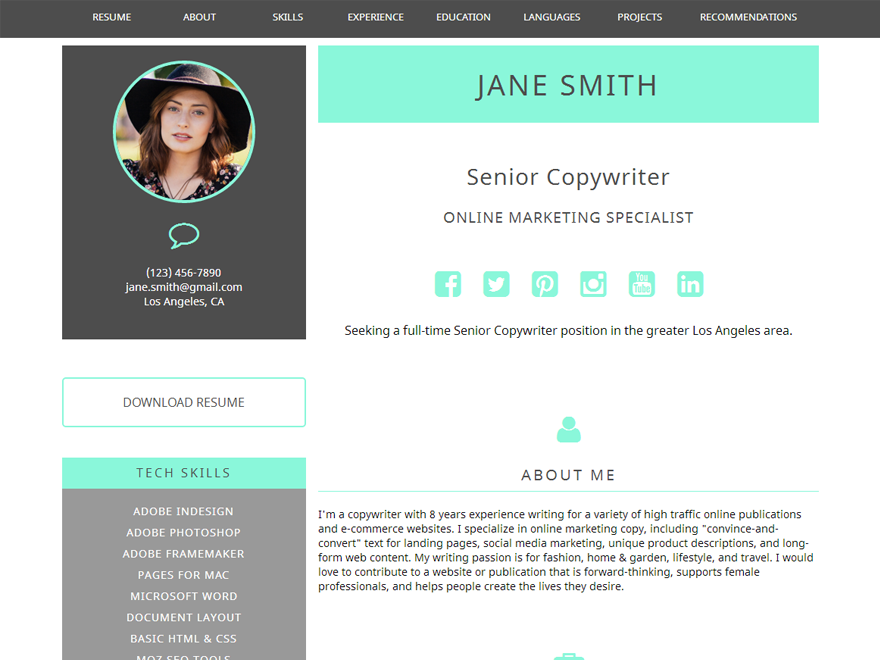 RESUME ABOUT SKILLS EXPERIENCE EDUCATION LANGUAGES PROJECTS RECOMMENDATIONS
(123) 456-7890
jane.smith@gmail.com
Los Angeles, CA
DOWNLOAD RESUME
TECH SKILLS
ADOBE INDESIGN
ADOBE PHOTOSHOP
ADOBE FRAMEMAKER
PAGES FOR MAC
MICROSOFT WORD
DOCUMENT LAYOUT
BASIC HTML & CSS
MOZ SEO TOOLS
JANE SMITH
Senior Copywriter
ONLINE MARKETING SPECIALIST
You
Tube
in
Seeking a full-time Senior Copywriter position in the greater Los Angeles area.
ABOUT ME
I'm a copywriter with 8 years experience writing for a variety of high traffic online publications
and e-commerce websites. I specialize in online marketing copy, including "convince-and-
convert" text for landing pages, social media marketing, unique product descriptions, and long-
form web content. My writing passion is for fashion, home & garden, lifestyle, and travel. I would
love to contribute to a website or publication that is forward-thinking, supports female
professionals, and helps people create the lives they desire.